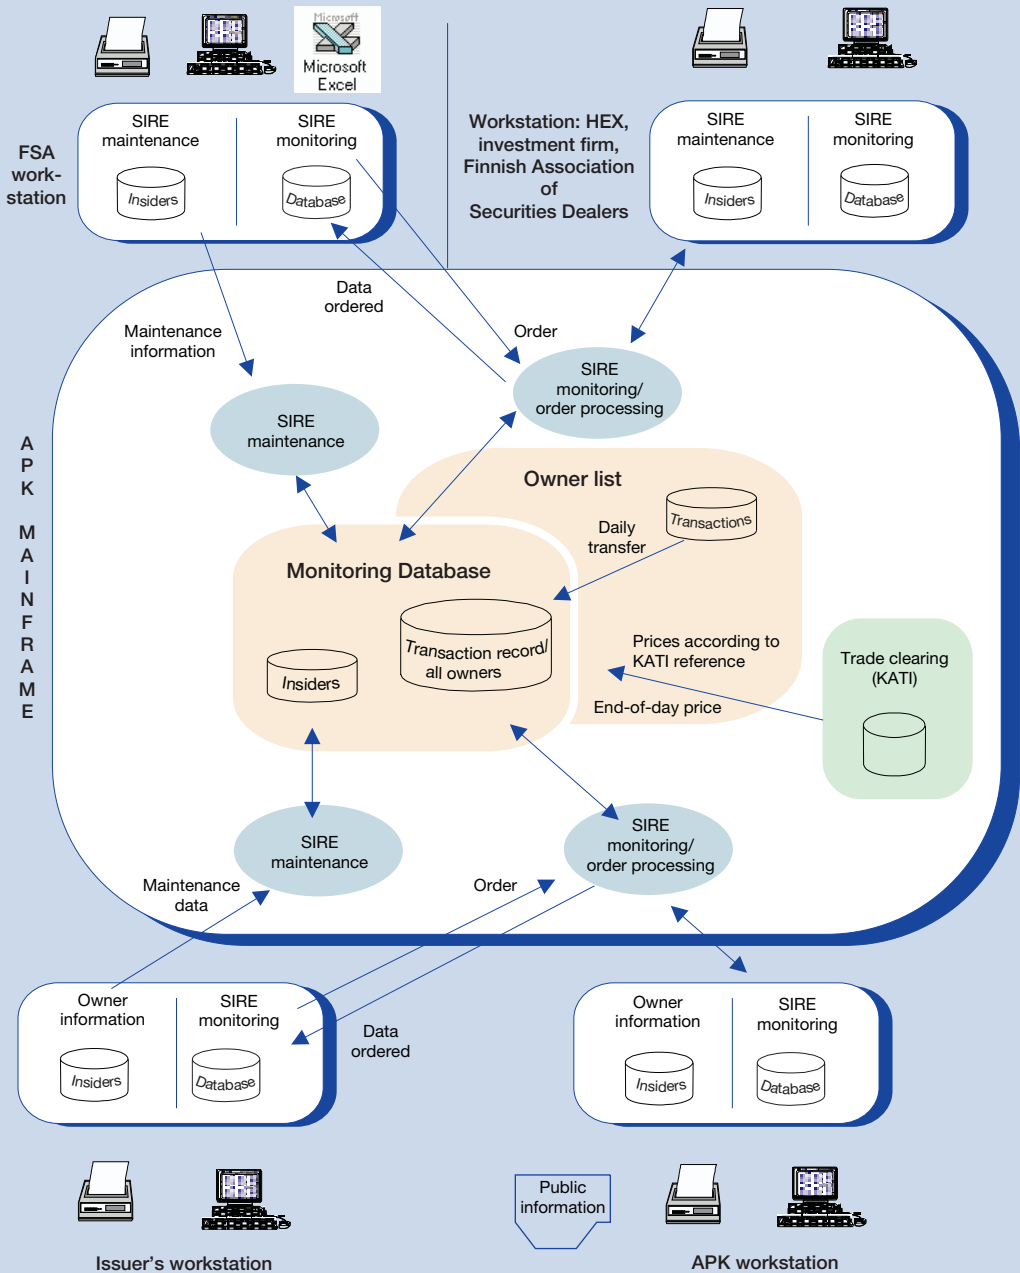 Microsoft
Microsoft
Excel
FSA
work-
station
SIRE
maintenance
Insiders
SIRE
monitoring
Database
Workstation: HEX,
investment firm,
Finnish Association
of
Securities Dealers
SIRE
maintenance
Insiders
SIRE
monitoring
Database
Data
ordered
Maintenance
information
Order
SIRE
monitoring/
order processing
SIRE
maintenance
A
P
K
M
A
I
N
F
R
A
M
E
Owner list
Transactions
Daily
transfer
Monitoring Database
Transaction record/
all owners
Insiders
Prices according to
KATI reference
End-of-day price
Trade clearing
(KATI)
SIRE
maintenance
SIRE
monitoring/
order processing
Maintenance
data
Order
Owner
information
Insiders
SIRE
monitoring
Database
Data
ordered
Owner
information
Insiders
SIRE
monitoring
Database
Public
information
Issuer's workstation
APK workstation